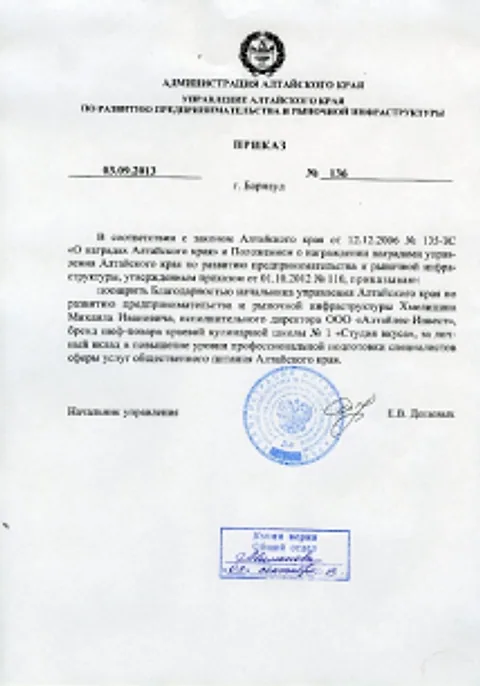 АДМИНИСТРАЦИЯ АЛТАЙСКОГО КРАЯ
УПРАВЛЕНИЕ АЛТАЙСКОГО КРАЯ
ПО РАЗВИТИЮ ПРЕДПРИНИМАТЕЛЬСТВА И РЫНОЧНОЙ ИНФРАСТРУКТУРЫ
ПРИКАЗ
03.09.2013 № 136
г. Барнаул
В соответствии с законом Алтайского края от 12.12.2006 № 135-ЗС
«О наградах Алтайского края» и Положением о награждении наградами управ-
ления Алтайского края по развитию предпринимательства и рыночной инфра-
структуры, утвержденным приказом от 01.10.2012 № 110, приказываю:
поощрить Благодарностью начальника управления Алтайского края по
развитию предпринимательства и рыночной инфраструктуры
Михаила Ивановича, исполнительного директора ООО
бренд шеф-повара краевой кулинарной школы № 1 «Студия вкуса», за лич-
ный вклад в повышение уровня профессиональной подготовки специалистов
сферы услуг общественного питания Алтайского края.
Начальник управления Е.В.
Копия верна
Общий отдел